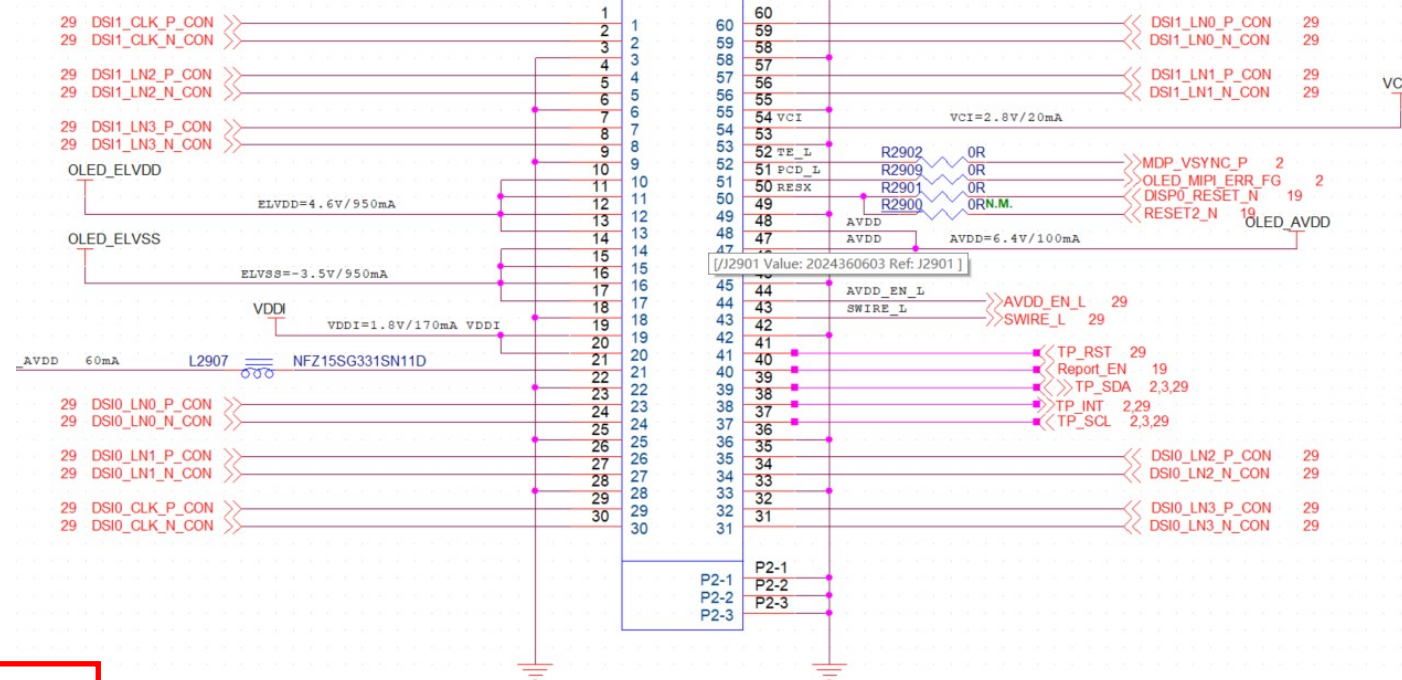 29 DSI1_CLK_P_CON 1 1 60 60 DSI1_LN0_P_CON 29
29 DSI1_CLK_N_CON 2 2 59 59 DSI1_LN0_N_CON 29
3 3 58 58
29 DSI1_LN2_P_CON 4 4 57 57 DSI1_LN1_P_CON 29
29 DSI1_LN2_N_CON 5 5 56 56 DSI1_LN1_N_CON 29
6 6 55 55
29 DSI1_LN3_P_CON 7 7 54 54 VCI VCI=2.8V/20mA VC
29 DSI1_LN3_N_CON 8 8 53 53
9 9 52 52 TE_L R2902 0R MDP_VSYNC_P 2
OLED_ELVDD 10 10 51 51 PCD_L R2909 0R OLED_MIPI_ERR_FG 2
11 11 50 50 RESX R2901 0R DISP0_RESET_N 19
ELVDD=4.6V/950mA 12 12 49 49 R2900 0R N.M. RESET2_N 19
13 13 48 48 AVDD OLED_AVDD
OLED_ELVSS 14 14 47 47 AVDD AVDD=6.4V/100mA
[/J2901 Value: 2024360603 Ref: J2901 ]
15 15
ELVSS=-3.5V/950mA 16 16 45
17 17 44 44 AVDD_EN_L AVDD_EN_L 29
VDDI 18 18 43 43 SWIRE_L SWIRE_L 29
VDDI=1.8V/170mA VDDI 19 19 42 42
20 20 41 41 TP_RST 29
_AVDD 60mA L2907 NFZ15SG331SN11D 21 21 40 40 Report_EN 19
22 22 39 39 TP_SDA 2,3,29
29 DSI0_LN0_P_CON 23 23 38 38 TP_INT 2,29
29 DSI0_LN0_N_CON 24 24 37 37 TP_SCL 2,3,29
25 25 36 36
29 DSI0_LN1_P_CON 26 26 35 35 DSI0_LN2_P_CON 29
29 DSI0_LN1_N_CON 27 27 34 34 DSI0_LN2_N_CON 29
28 28 33 33
29 DSI0_CLK_P_CON 29 29 32 32 DSI0_LN3_P_CON 29
29 DSI0_CLK_N_CON 30 30 31 31 DSI0_LN3_N_CON 29
P2-1 P2-1
P2-2 P2-2
P2-3 P2-3